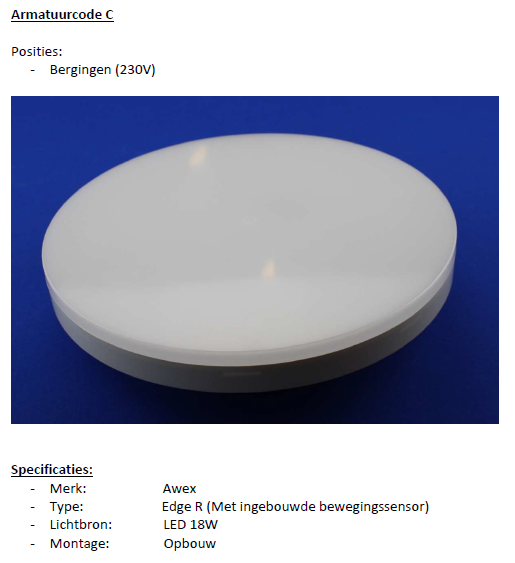 Armatuurcode C
Posities:
- Bergingen (230V)
Specificaties:
- Merk: Awex
- Type: Edge R (Met ingebouwde bewegingssensor)
- Lichtbron: LED 18W
- Montage: Opbouw